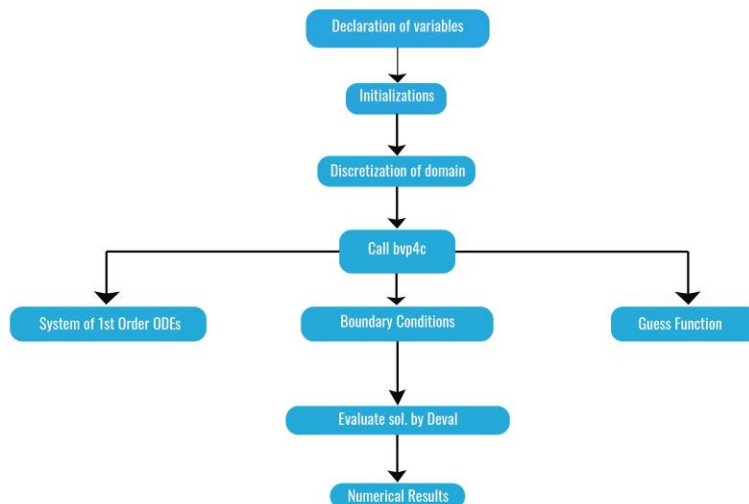 Declaration of variables
Initializations
Discretization of domain
Call bvp4c
System of 1st Order ODEs
Boundary Conditions
Guess Function
Evaluate sol. by Deval
Numerical Results